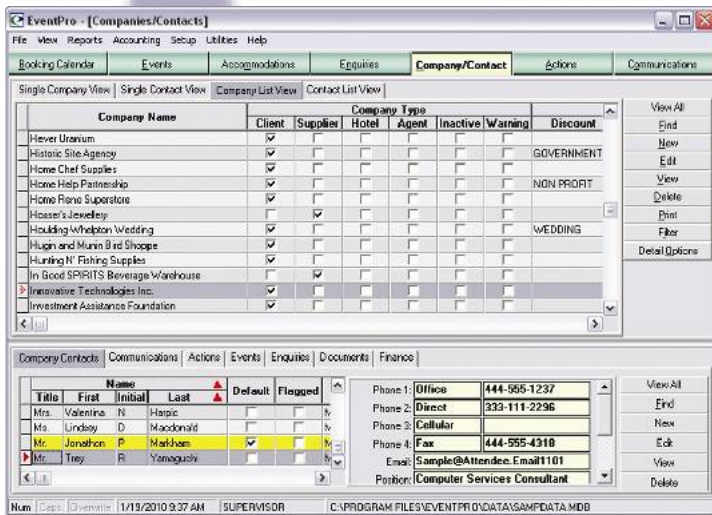 EventPro - [Companies/Contacts]
File View Reports Accounting Setup Utilities Help
Booking Calendar Events Accommodations Enquiries Company/Contact Actions Communications
Single Company View Single Contact View Company List View Contact List View
Company Name Company Type
Client Supplier Hotel Agent Inactive Warning Discount
Hever Uranium
Historic Site Agency GOVERNMENT
Home Chef Supplies
Home Help Partnership NON PROFIT
Home Reno Superstore
Hosser's Jewellery
Houlding-Whelpton Wedding WEDDING
Hugin and Munin Bird Shoppe
Hunting N' Fishing Supplies
In Good SPIRITS Beverage Warehouse
Innovative Technologies Inc.
Investment Assistance Foundation
View All
Find
New
Edit
View
Delete
Print
Filter
Detail Options
Company Contacts Communications Actions Events Enquiries Documents Finance
Name Default Flagged
Title First Initial Last
Mrs. Valentina N Harpic
Ms. Lindsey D Macdonald
Mr. Jonathon P Markham
Mr. Trey R Yamaguchi
Phone 1: Office 444-555-1237
Phone 2: Direct 333-111-2296
Phone 3: Cellular
Phone 4: Fax 444-555-4318
Email: Sample@Attendee.Email1101
Position: Computer Services Consultant
View All
Find
New
Edit
View
Delete
Num Caps Overwrite 1/19/2010 9:37 AM SUPERVISOR C:\PROGRAM FILES\EVENTPRO\DATA\SAMPDATA.MDB